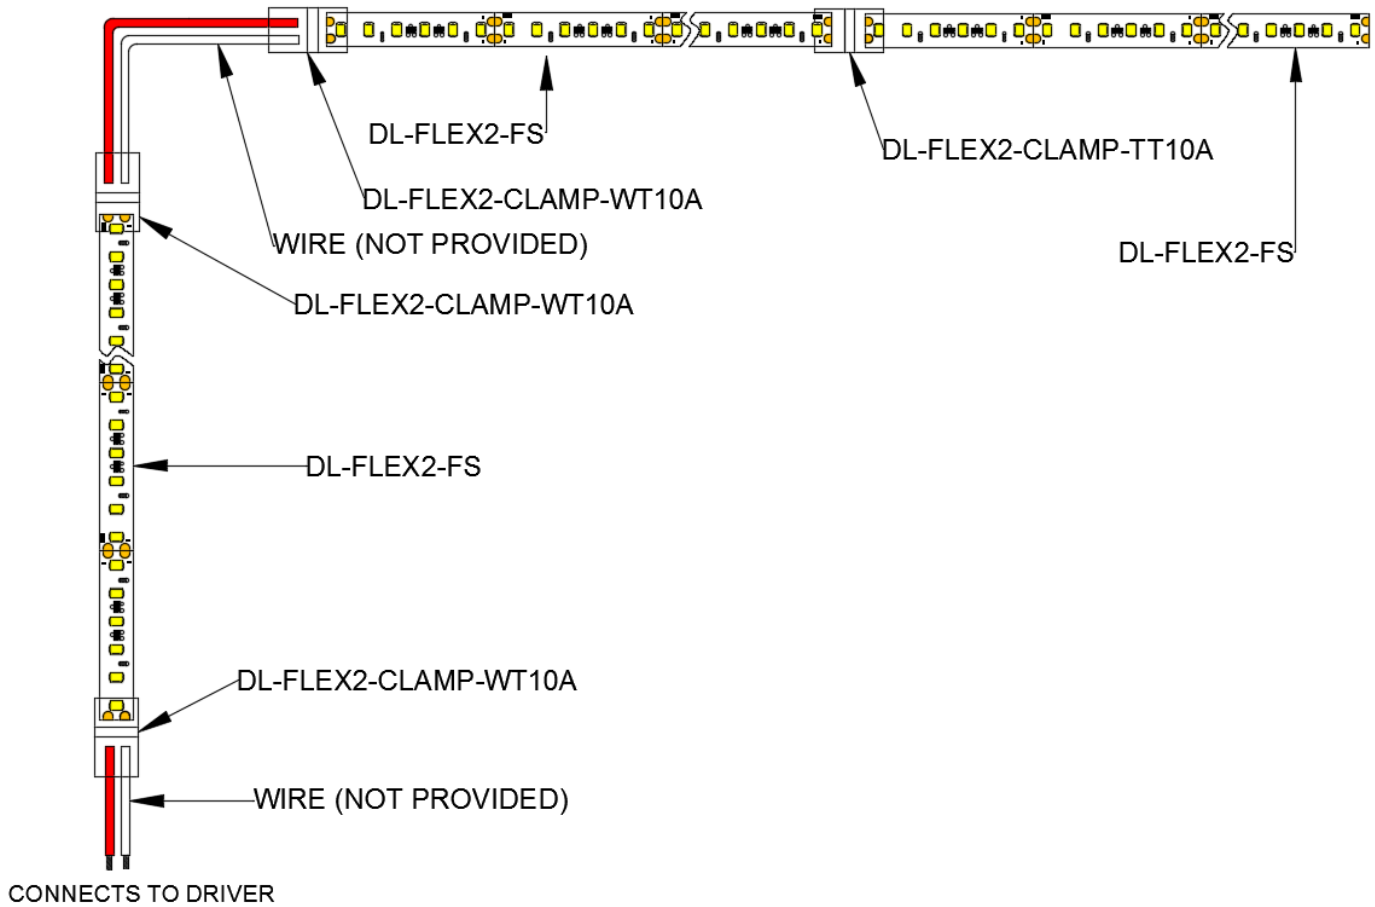 DL-FLEX2-FS
DL-FLEX2-CLAMP-TT10A
DL-FLEX2-CLAMP-WT10A
WIRE (NOT PROVIDED)
DL-FLEX2-FS
DL-FLEX2-CLAMP-WT10A
DL-FLEX2-FS
DL-FLEX2-CLAMP-WT10A
WIRE (NOT PROVIDED)
CONNECTS TO DRIVER